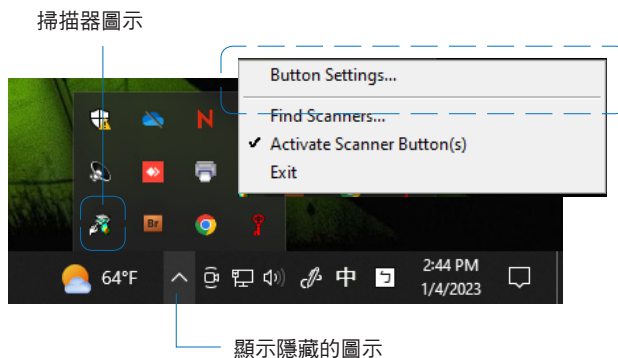 掃描器圖示
Button Settings...
Find Scanners...
✔ Activate Scanner Button(s)
Exit
N
Br
64°F
中
ㄅ
2:44 PM
1/4/2023
顯示隱藏的圖示